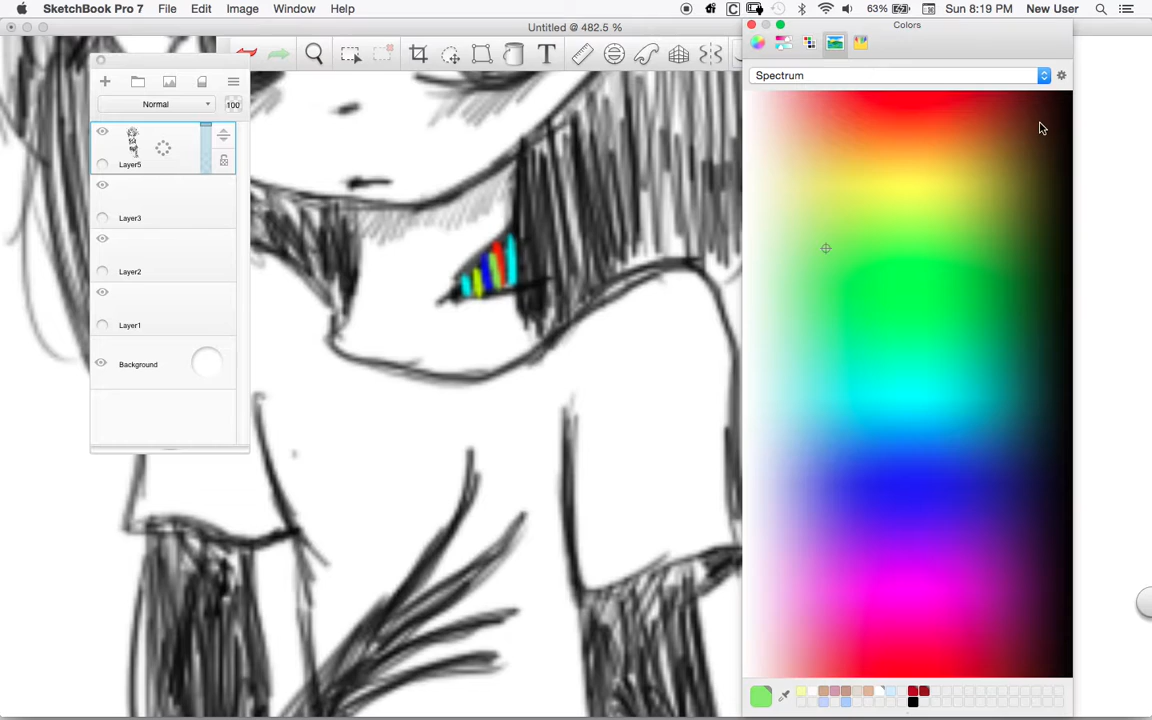 SketchBook Pro 7 File Edit Image Window Help 63% Sun 8:19 PM New User
Untitled @ 482.5 %
Colors
T
Spectrum
Normal 100
Layer5
Layer3
Layer2
Layer1
Background